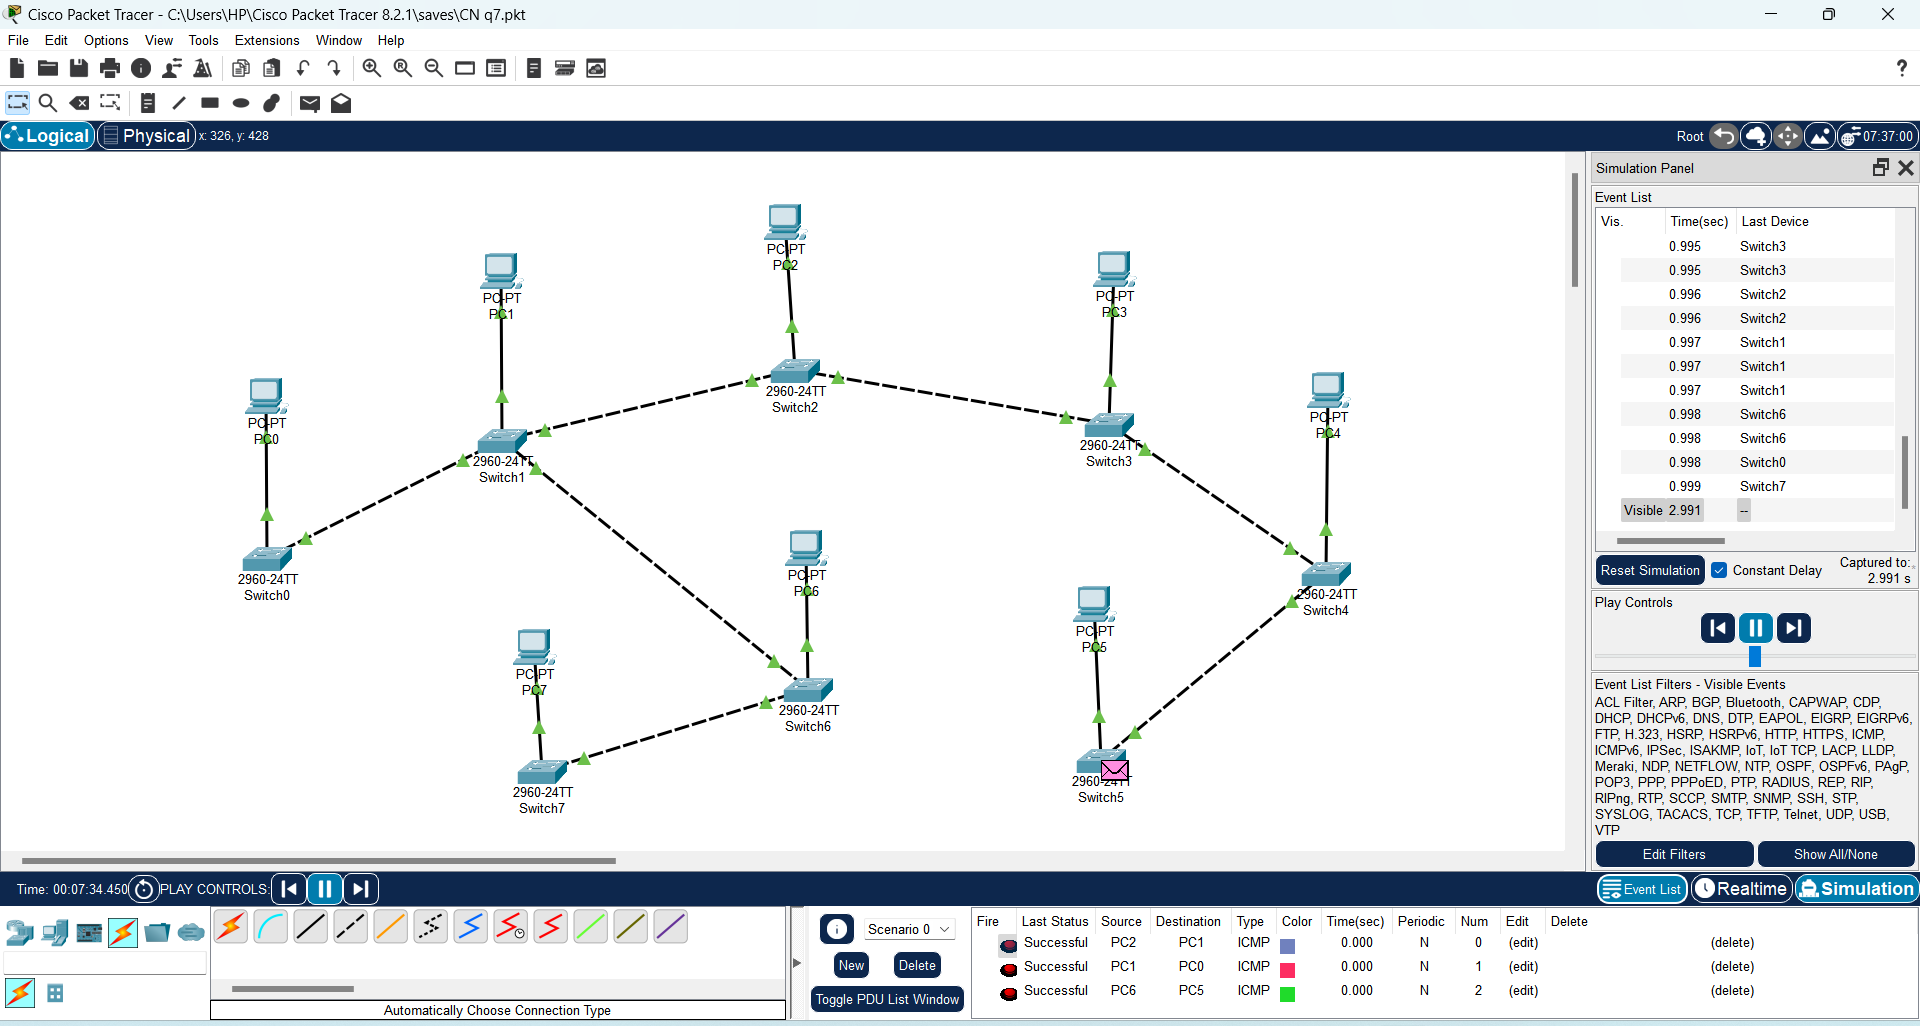 Cisco Packet Tracer - C:\Users\HP\Cisco Packet Tracer 8.2.1\saves\CN q7.pkt
File Edit Options View Tools Extensions Window Help
Logical Physical x: 326, y: 428 Root 07:37:00
PC-PT
PC0
PC-PT
PC1
PC-PT
PC2
PC-PT
PC3
PC-PT
PC4
2960-24TT
Switch2
2960-24TT
Switch1
2960-24TT
Switch3
2960-24TT
Switch0
2960-24TT
Switch4
PC-PT
PC6
PC-PT
PC5
PC-PT
PC7
2960-24TT
Switch6
2960-24TT
Switch7
2960-24TT
Switch5
Simulation Panel
Event List
Vis. Time(sec) Last Device
0.995 Switch3
0.995 Switch3
0.996 Switch2
0.996 Switch2
0.997 Switch1
0.997 Switch1
0.997 Switch1
0.998 Switch6
0.998 Switch6
0.998 Switch0
0.999 Switch7
Visible 2.991 --
Reset Simulation Constant Delay Captured to:
2.991 s
Play Controls
Event List Filters - Visible Events
ACL Filter, ARP, BGP, Bluetooth, CAPWAP, CDP,
DHCP, DHCPv6, DNS, DTP, EAPOL, EIGRP, EIGRPv6,
FTP, H.323, HSRP, HSRPv6, HTTP, HTTPS, ICMP,
ICMPv6, IPSec, ISAKMP, IoT, IoT TCP, LACP, LLDP,
Meraki, NDP, NETFLOW, NTP, OSPF, OSPFv6, PAgP,
POP3, PPP, PPPoED, PTP, RADIUS, REP, RIP,
RIPng, RTP, SCCP, SMTP, SNMP, SSH, STP,
SYSLOG, TACACS, TCP, TFTP, Telnet, UDP, USB,
VTP
Edit Filters Show All/None
Time: 00:07:34.450 PLAY CONTROLS: Event List Realtime Simulation
Automatically Choose Connection Type
Scenario 0
New Delete
Toggle PDU List Window
Fire Last Status Source Destination Type Color Time(sec) Periodic Num Edit Delete
Successful PC2 PC1 ICMP 0.000 N 0 (edit) (delete)
Successful PC1 PC0 ICMP 0.000 N 1 (edit) (delete)
Successful PC6 PC5 ICMP 0.000 N 2 (edit) (delete)